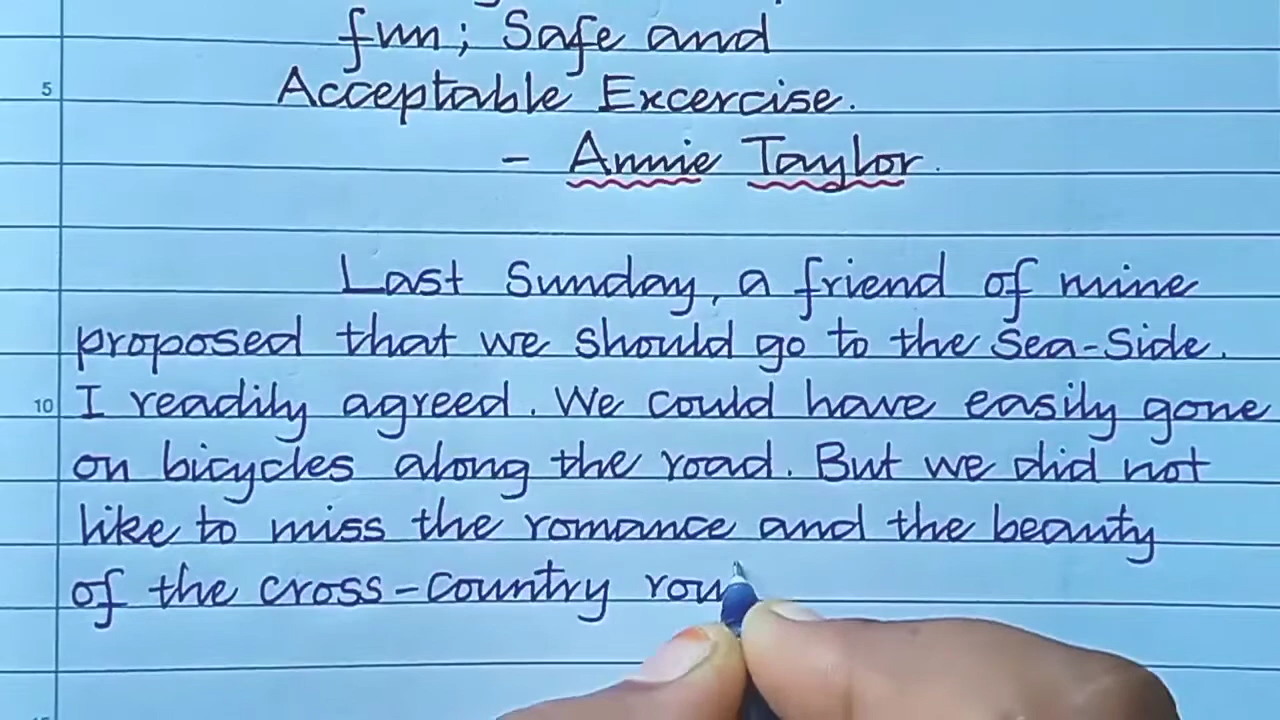 fun; Safe and
5
Acceptable Excercise.
- Annie Taylor.
Last Sunday, a friend of mine
proposed that we should go to the Sea-Side.
10 I readily agreed. We could have easily gone
on bicycles along the road. But we did not
like to miss the romance and the beauty
of the cross-country rou